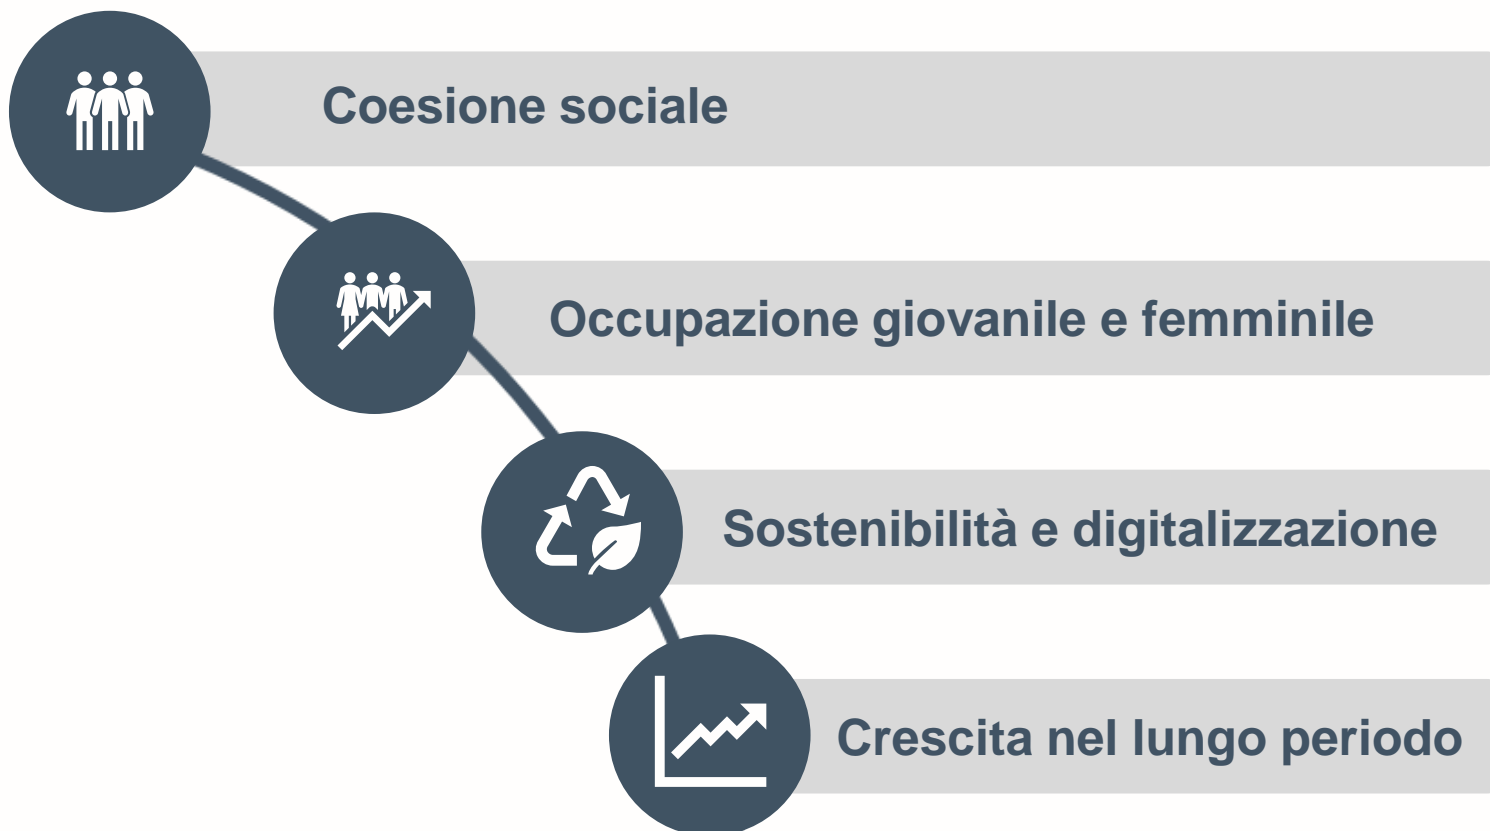 Coesione sociale
Occupazione giovanile e femminile
Sostenibilità e digitalizzazione
Crescita nel lungo periodo